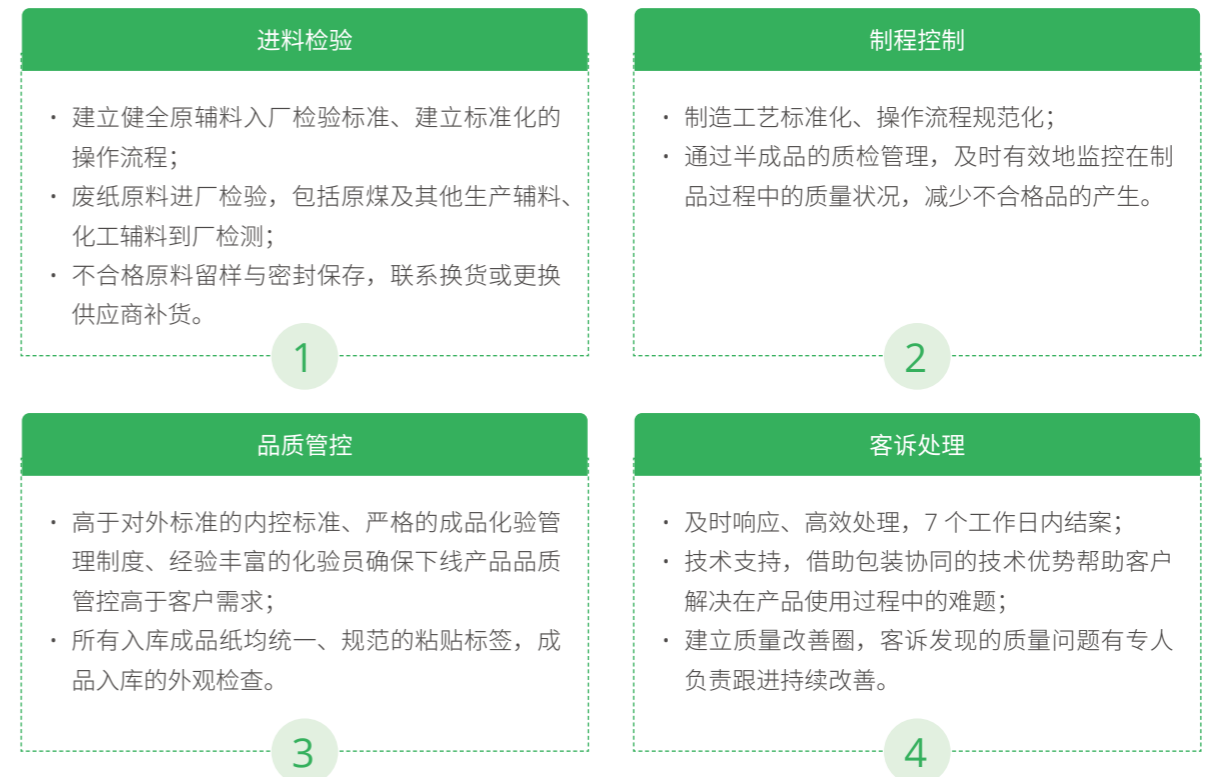 进料检验
· 建立健全原辅料入厂检验标准、建立标准化的
操作流程；
· 废纸原料进厂检验，包括原煤及其他生产辅料、
化工辅料到厂检测；
· 不合格原料留样与密封保存，联系换货或更换
供应商补货。
1
制程控制
· 制造工艺标准化、操作流程规范化；
· 通过半成品的质检管理，及时有效地监控在制
品过程中的质量状况，减少不合格品的产生。
2
品质管控
· 高于对外标准的内控标准、严格的成品化验管
理制度、经验丰富的化验员确保下线产品品质
管控高于客户需求；
· 所有入库成品纸均统一、规范的粘贴标签，成
品入库的外观检查。
3
客诉处理
· 及时响应、高效处理，7 个工作日内结案；
· 技术支持，借助包装协同的技术优势帮助客户
解决在产品使用过程中的难题；
· 建立质量改善圈，客诉发现的质量问题有专人
负责跟进持续改善。
4